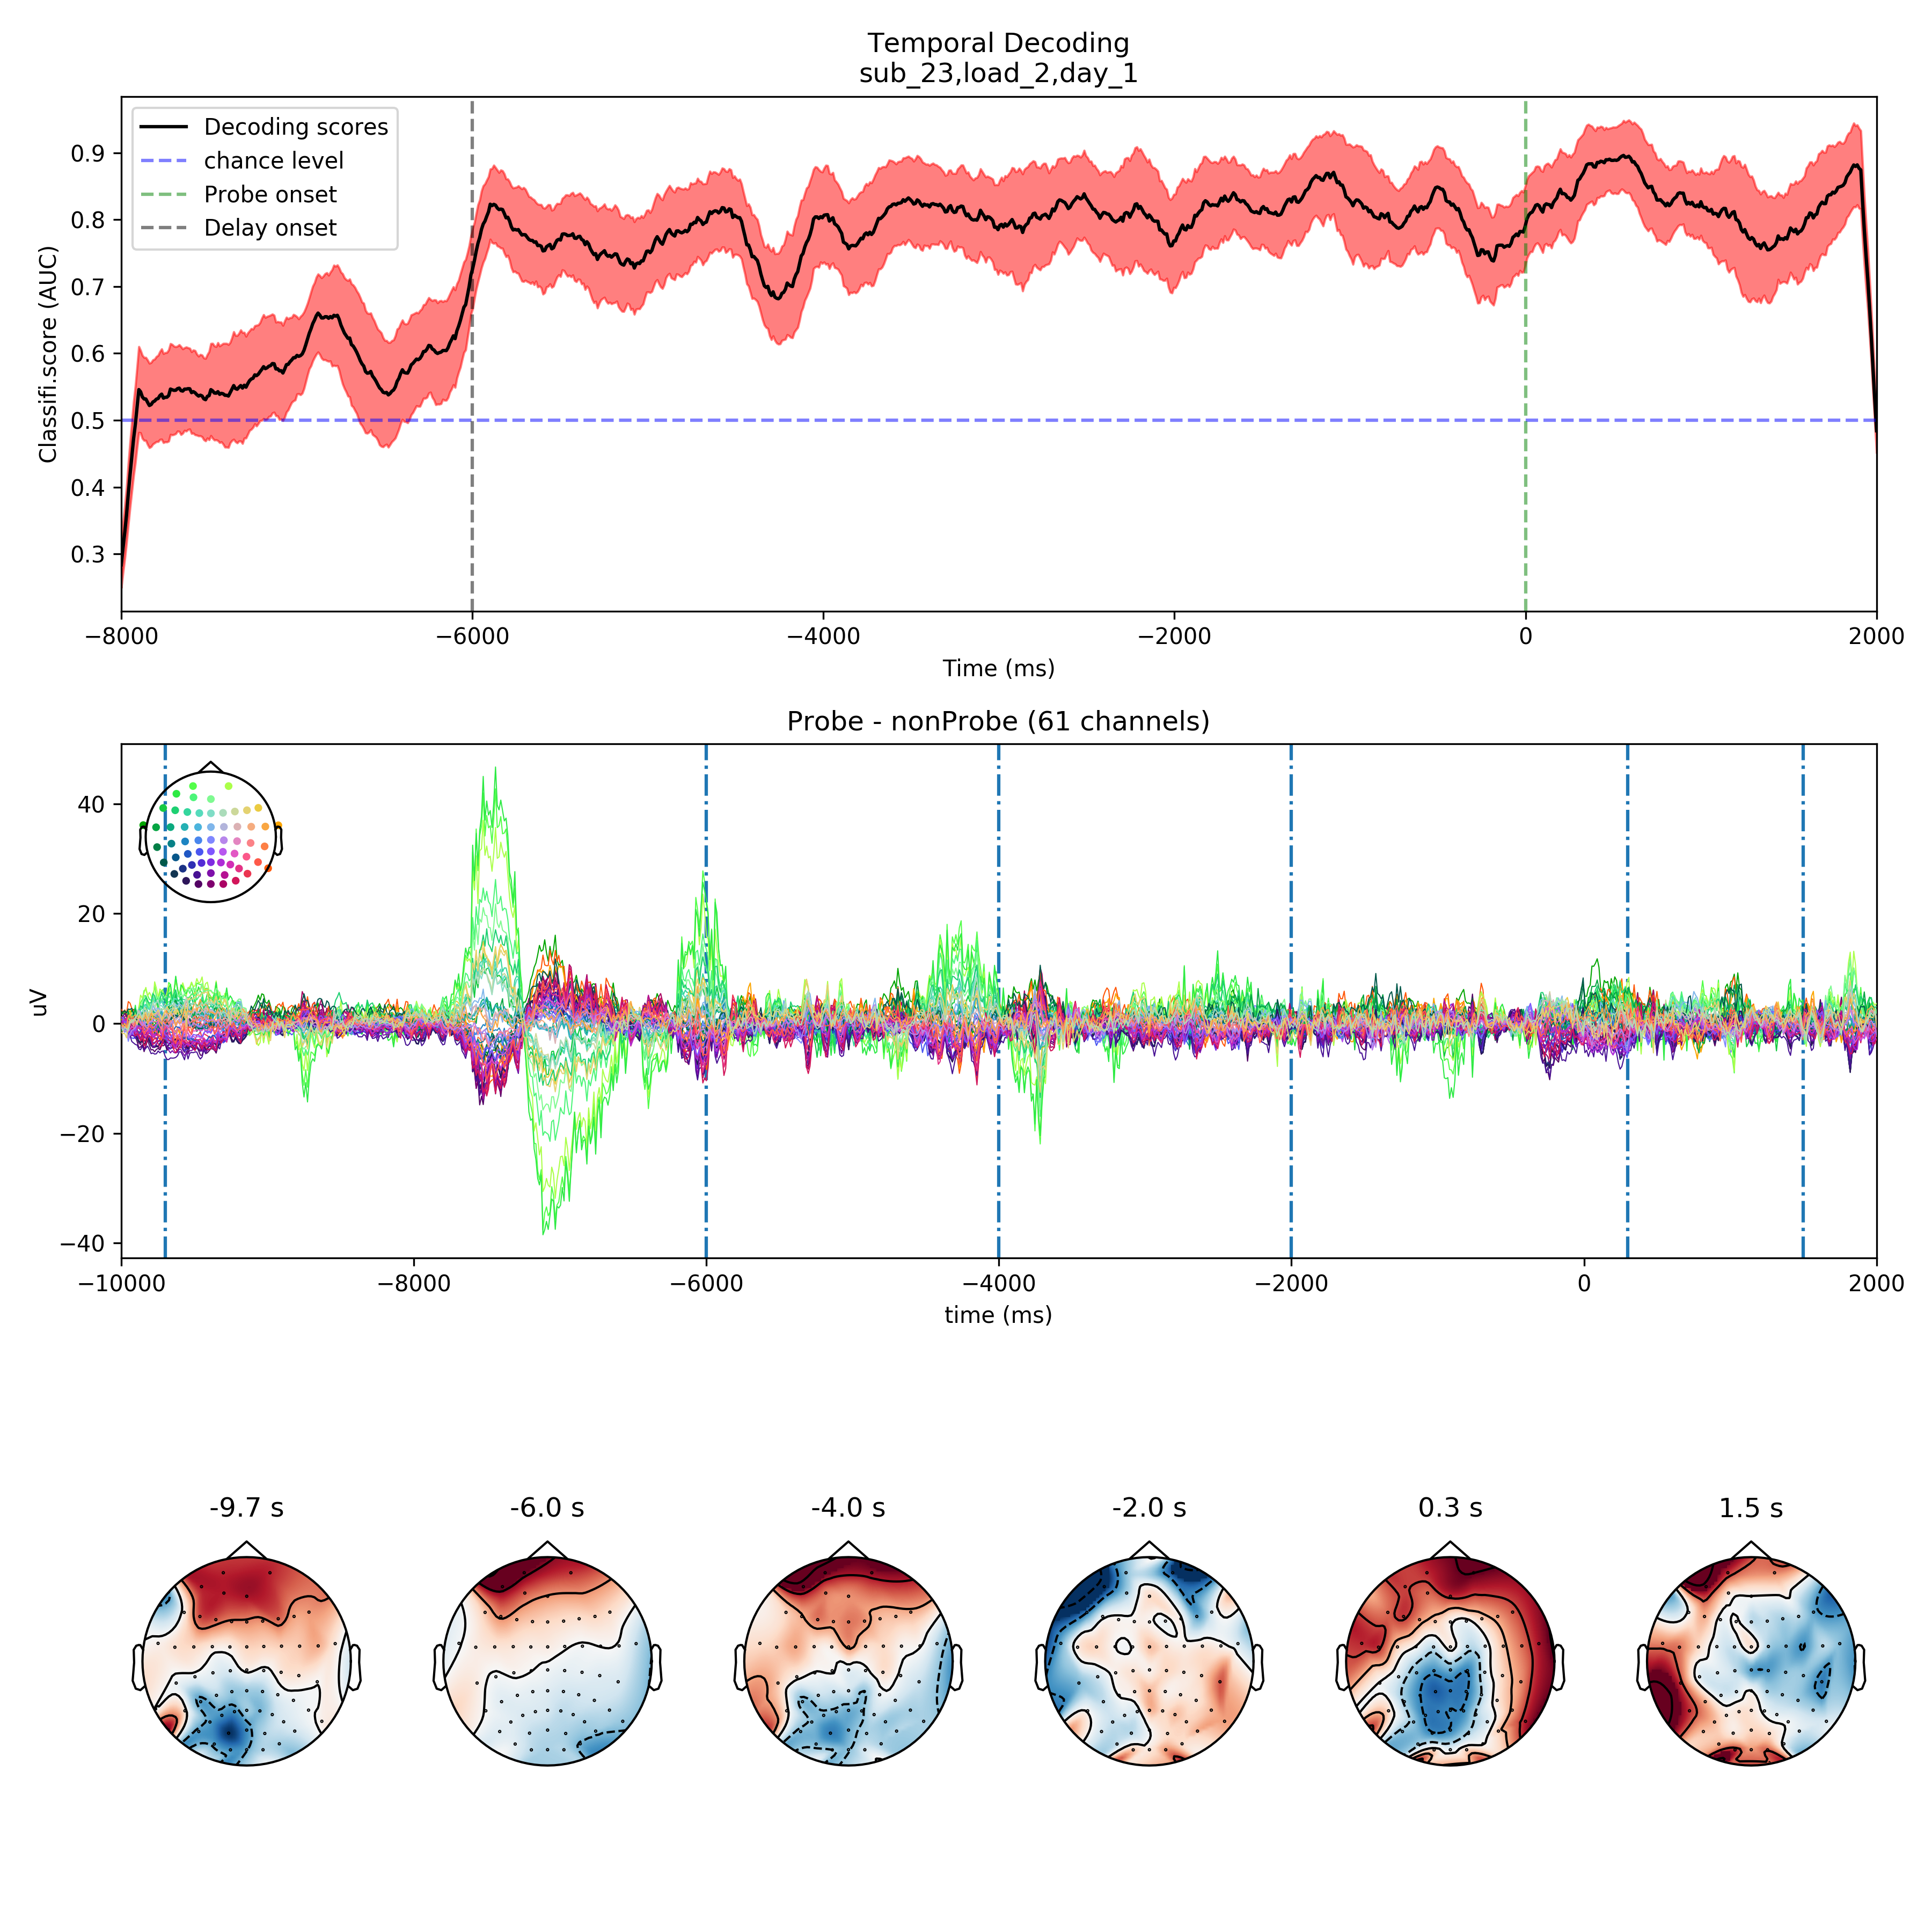 Temporal Decoding
sub_23,load_2,day_1
Decoding scores
chance level
Probe onset
Delay onset
Classifi.score (AUC)
0.9
0.8
0.7
0.6
0.5
0.4
0.3
−8000 −6000 −4000 −2000 0 2000
Time (ms)
Probe - nonProbe (61 channels)
uV
40
20
0
−20
−40
−10000 −8000 −6000 −4000 −2000 0 2000
time (ms)
-9.7 s -6.0 s -4.0 s -2.0 s 0.3 s 1.5 s